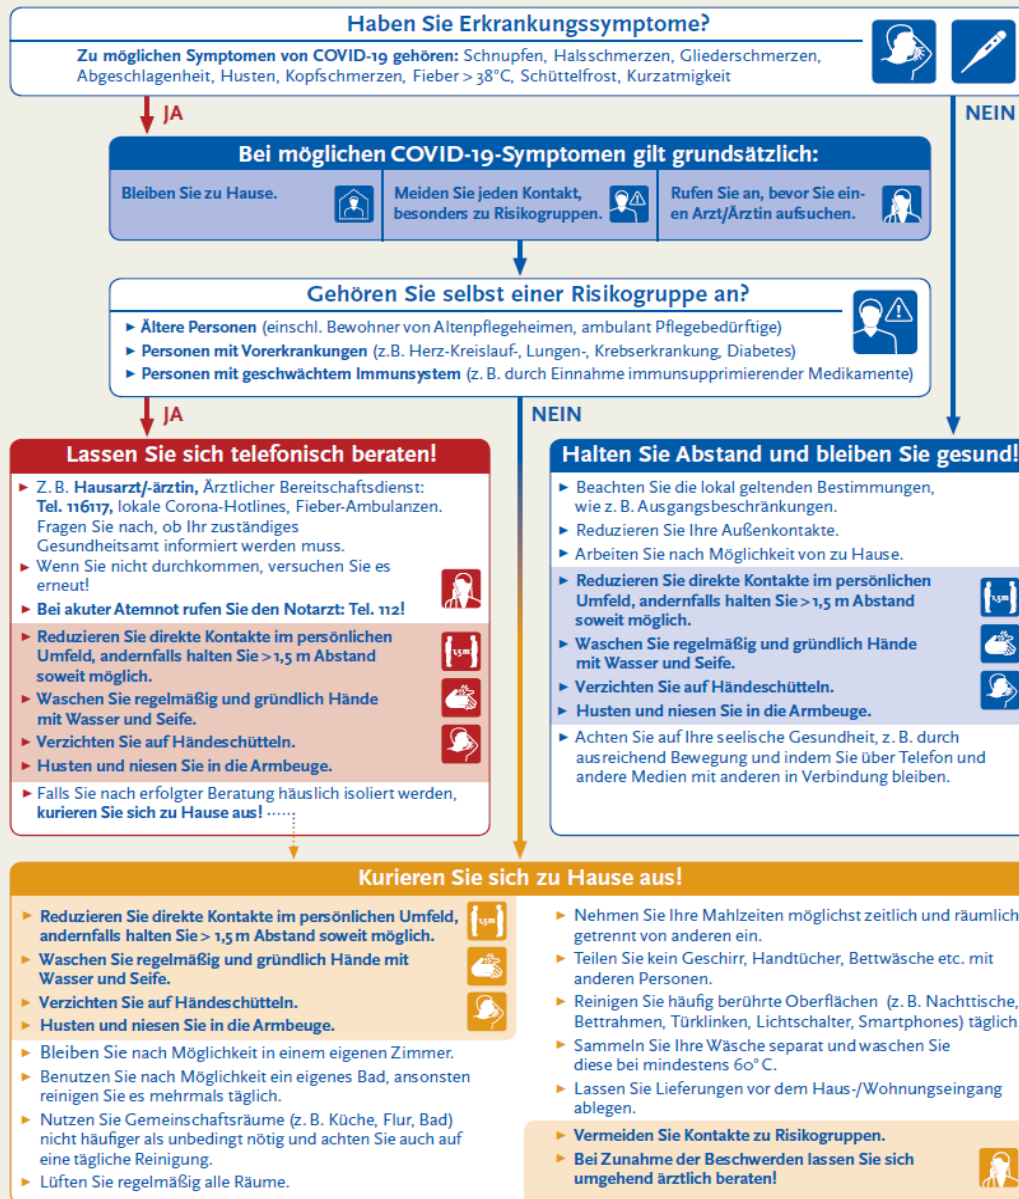 Haben Sie Erkrankungssymptome?
Zu möglichen Symptomen von COVID-19 gehören: Schnupfen, Halsschmerzen, Gliederschmerzen,
Abgeschlagenheit, Husten, Kopfschmerzen, Fieber > 38°C, Schüttelfrost, Kurzatmigkeit
JA
NEIN
Bei möglichen COVID-19-Symptomen gilt grundsätzlich:
Bleiben Sie zu Hause.
Meiden Sie jeden Kontakt,
besonders zu Risikogruppen.
Rufen Sie an, bevor Sie ein-
en Arzt/Ärztin aufsuchen.
Gehören Sie selbst einer Risikogruppe an?
► Ältere Personen (einschl. Bewohner von Altenpflegeheimen, ambulant Pflegebedürftige)
► Personen mit Vorerkrankungen (z.B. Herz-Kreislauf-, Lungen-, Krebserkrankung, Diabetes)
► Personen mit geschwächtem Immunsystem (z. B. durch Einnahme immunsupprimierender Medikamente)
JA
NEIN
Lassen Sie sich telefonisch beraten!
► Z. B. Hausarzt/-ärztin, Ärztlicher Bereitschaftsdienst:
Tel. 116117, lokale Corona-Hotlines, Fieber-Ambulanzen.
Fragen Sie nach, ob Ihr zuständiges
Gesundheitsamt informiert werden muss.
► Wenn Sie nicht durchkommen, versuchen Sie es
erneut!
► Bei akuter Atemnot rufen Sie den Notarzt: Tel. 112!
► Reduzieren Sie direkte Kontakte im persönlichen
Umfeld, andernfalls halten Sie > 1,5 m Abstand
soweit möglich.
1,5m
► Waschen Sie regelmäßig und gründlich Hände
mit Wasser und Seife.
► Verzichten Sie auf Händeschütteln.
► Husten und niesen Sie in die Armbeuge.
► Falls Sie nach erfolgter Beratung häuslich isoliert werden,
kurieren Sie sich zu Hause aus! ......
Halten Sie Abstand und bleiben Sie gesund!
► Beachten Sie die lokal geltenden Bestimmungen,
wie z. B. Ausgangsbeschränkungen.
► Reduzieren Sie Ihre Außenkontakte.
► Arbeiten Sie nach Möglichkeit von zu Hause.
► Reduzieren Sie direkte Kontakte im persönlichen
Umfeld, andernfalls halten Sie > 1,5 m Abstand
soweit möglich.
1,5m
► Waschen Sie regelmäßig und gründlich Hände
mit Wasser und Seife.
► Verzichten Sie auf Händeschütteln.
► Husten und niesen Sie in die Armbeuge.
► Achten Sie auf Ihre seelische Gesundheit, z. B. durch
ausreichend Bewegung und indem Sie über Telefon und
andere Medien mit anderen in Verbindung bleiben.
Kurieren Sie sich zu Hause aus!
► Reduzieren Sie direkte Kontakte im persönlichen Umfeld,
andernfalls halten Sie > 1,5 m Abstand soweit möglich.
1,5m
► Waschen Sie regelmäßig und gründlich Hände mit
Wasser und Seife.
► Verzichten Sie auf Händeschütteln.
► Husten und niesen Sie in die Armbeuge.
► Bleiben Sie nach Möglichkeit in einem eigenen Zimmer.
► Benutzen Sie nach Möglichkeit ein eigenes Bad, ansonsten
reinigen Sie es mehrmals täglich.
► Nutzen Sie Gemeinschaftsräume (z. B. Küche, Flur, Bad)
nicht häufiger als unbedingt nötig und achten Sie auch auf
eine tägliche Reinigung.
► Lüften Sie regelmäßig alle Räume.
► Nehmen Sie Ihre Mahlzeiten möglichst zeitlich und räumlich
getrennt von anderen ein.
► Teilen Sie kein Geschirr, Handtücher, Bettwäsche etc. mit
anderen Personen.
► Reinigen Sie häufig berührte Oberflächen (z. B. Nachttische,
Bettrahmen, Türklinken, Lichtschalter, Smartphones) täglich
► Sammeln Sie Ihre Wäsche separat und waschen Sie
diese bei mindestens 60° C.
► Lassen Sie Lieferungen vor dem Haus-/Wohnungseingang
ablegen.
► Vermeiden Sie Kontakte zu Risikogruppen.
► Bei Zunahme der Beschwerden lassen Sie sich
umgehend ärztlich beraten!